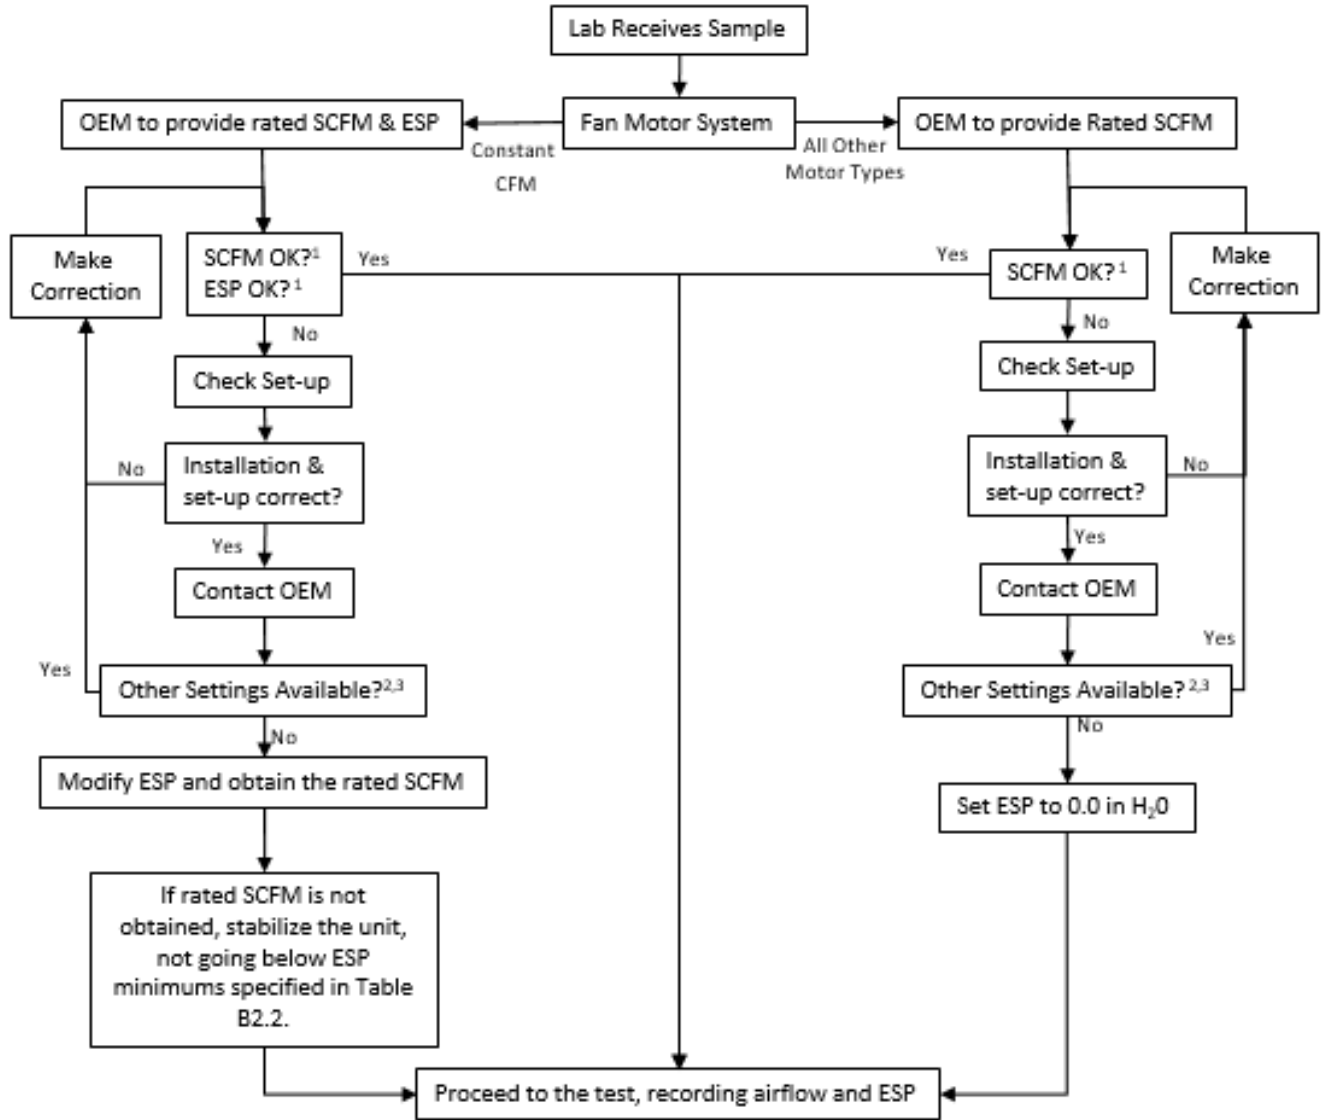 Lab Receives Sample
OEM to provide rated SCFM & ESP
Fan Motor System
OEM to provide Rated SCFM
Constant
CFM
All Other
Motor Types
Make
Correction
SCFM OK?¹
ESP OK? ¹
Yes
Yes
SCFM OK? ¹
Make
Correction
No
No
Check Set-up
Check Set-up
No
Installation &
set-up correct?
Installation &
set-up correct?
No
Yes
Yes
Contact OEM
Contact OEM
Yes
Yes
Other Settings Available?²,³
Other Settings Available? ²,³
No
No
Modify ESP and obtain the rated SCFM
Set ESP to 0.0 in H₂0
If rated SCFM is not
obtained, stabilize the unit,
not going below ESP
minimums specified in Table
B2.2.
Proceed to the test, recording airflow and ESP